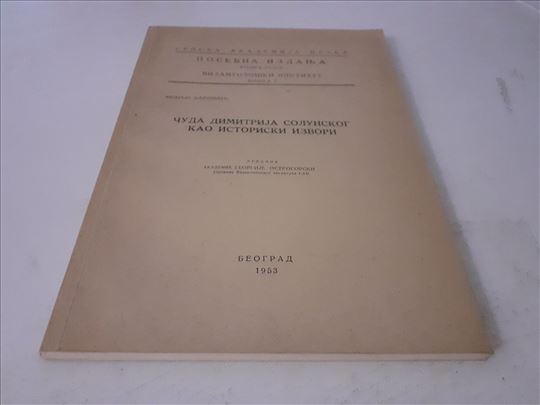 СРПСКА АКАДЕМИЈА НАУКА
ПОСЕБНА ИЗДАЊА
ВИЗАНТОЛОШКИ ИНСТИТУТ
ЧУДА ДИМИТРИЈА СОЛУНСКОГ
КАО ИСТОРИСКИ ИЗВОРИ
УРЕДНИК
АКАДЕМИК ГЕОРГИЈЕ ОСТРОГОРСКИ
БЕОГРАД
1953